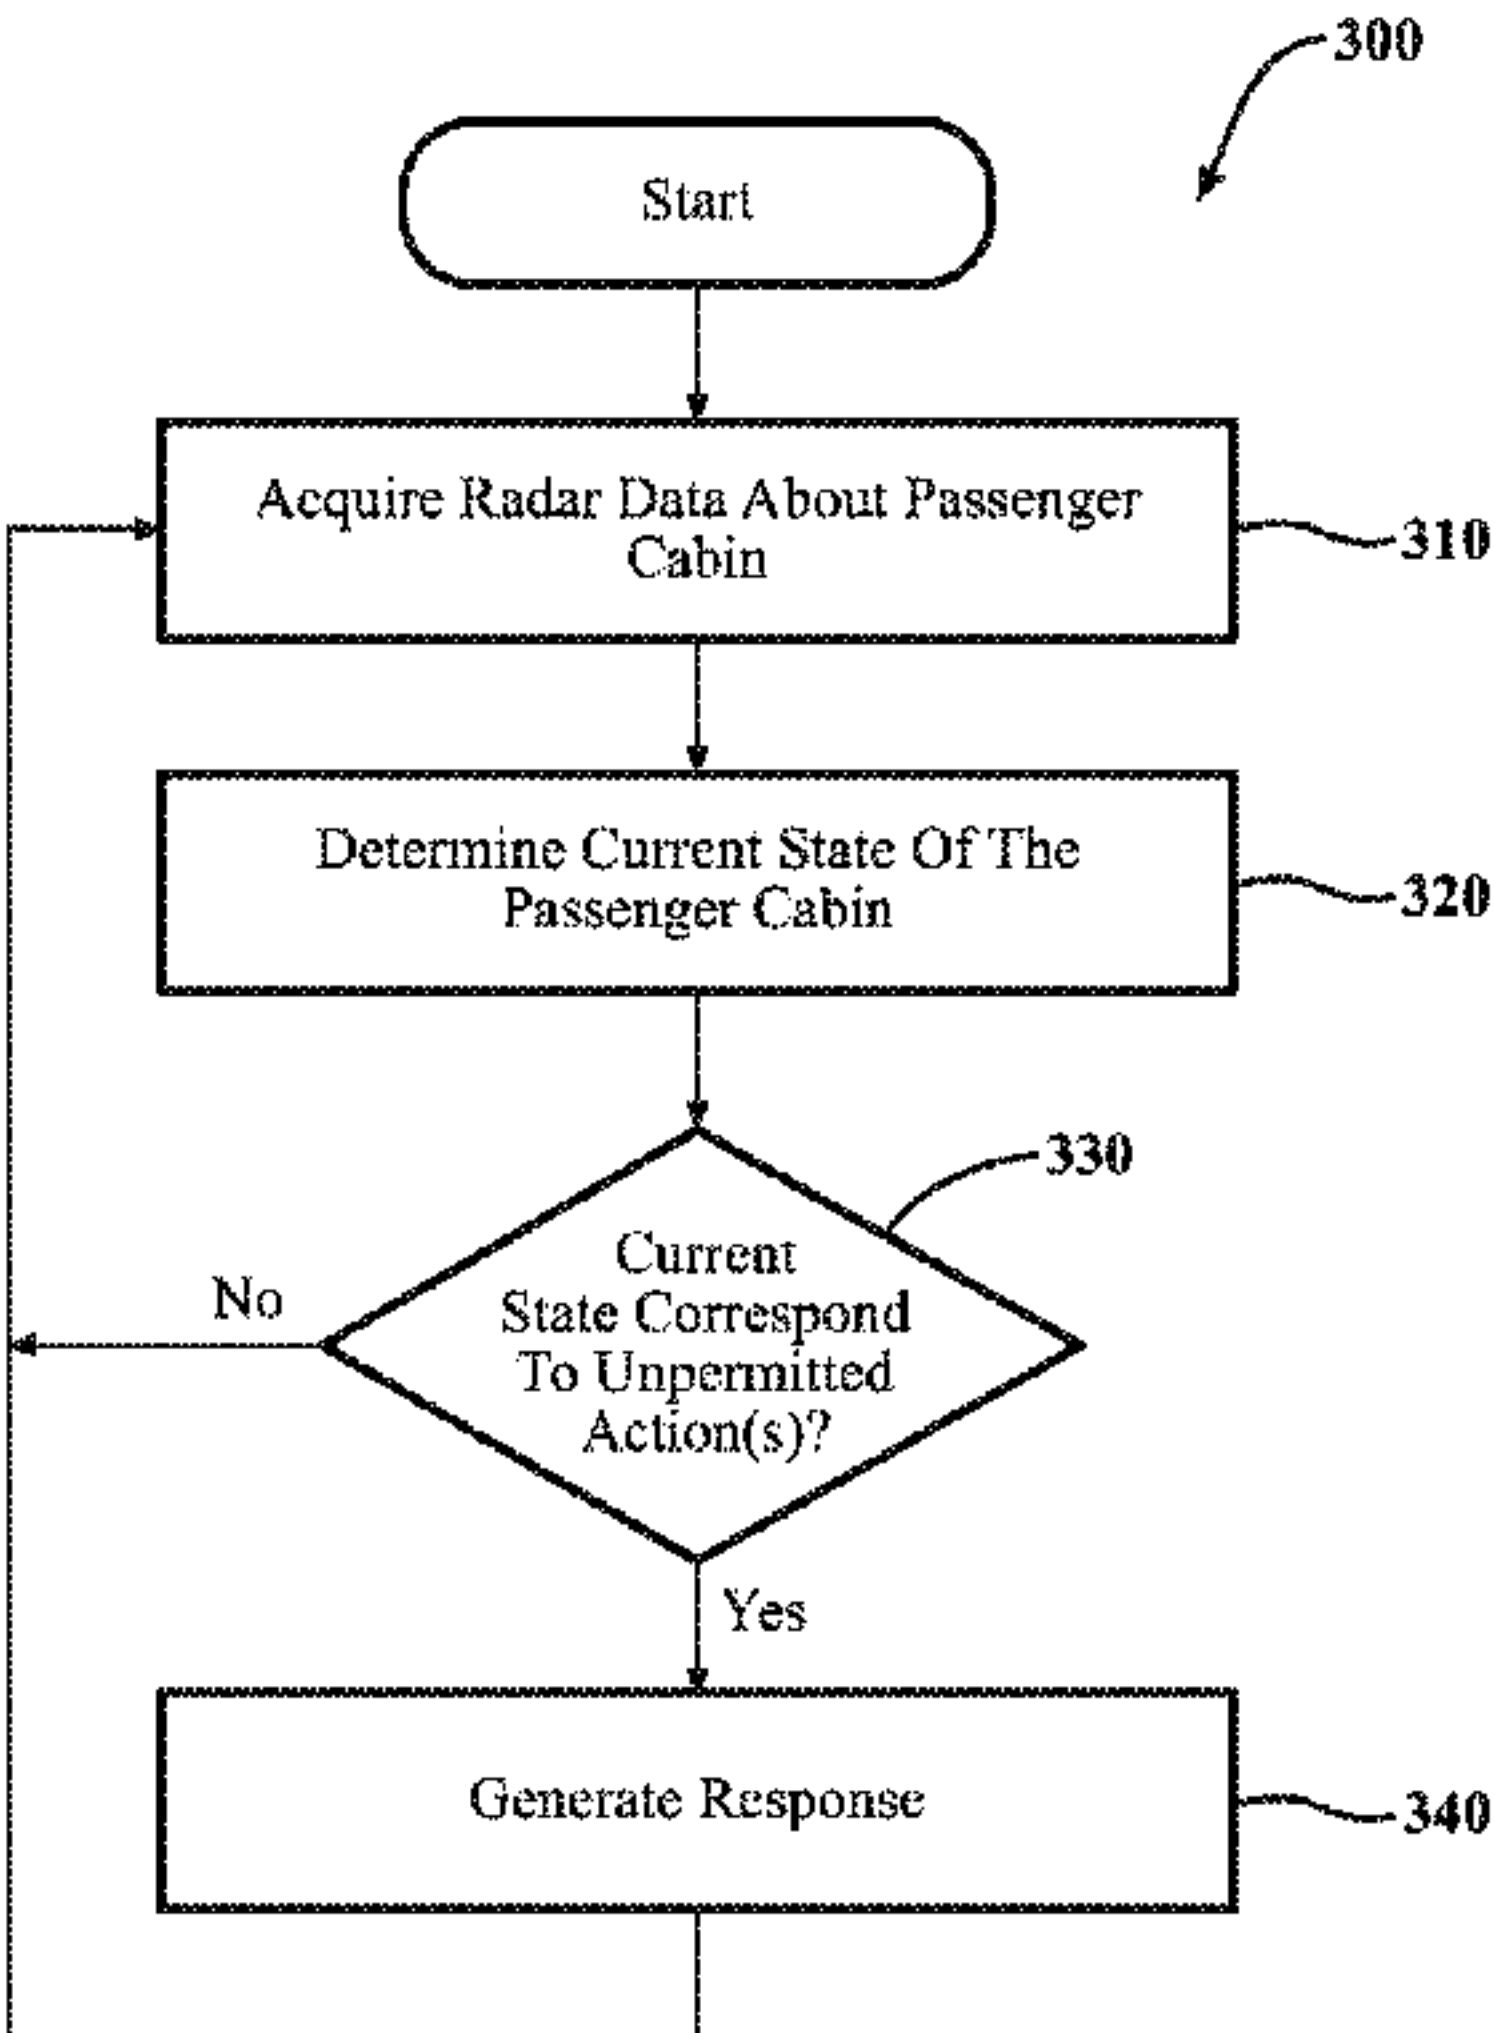 300
Start
Acquire Radar Data About Passenger
Cabin
310
Determine Current State Of The
Passenger Cabin
320
330
Current
State Correspond
To Unpermitted
Action(s)?
No
Yes
Generate Response
340